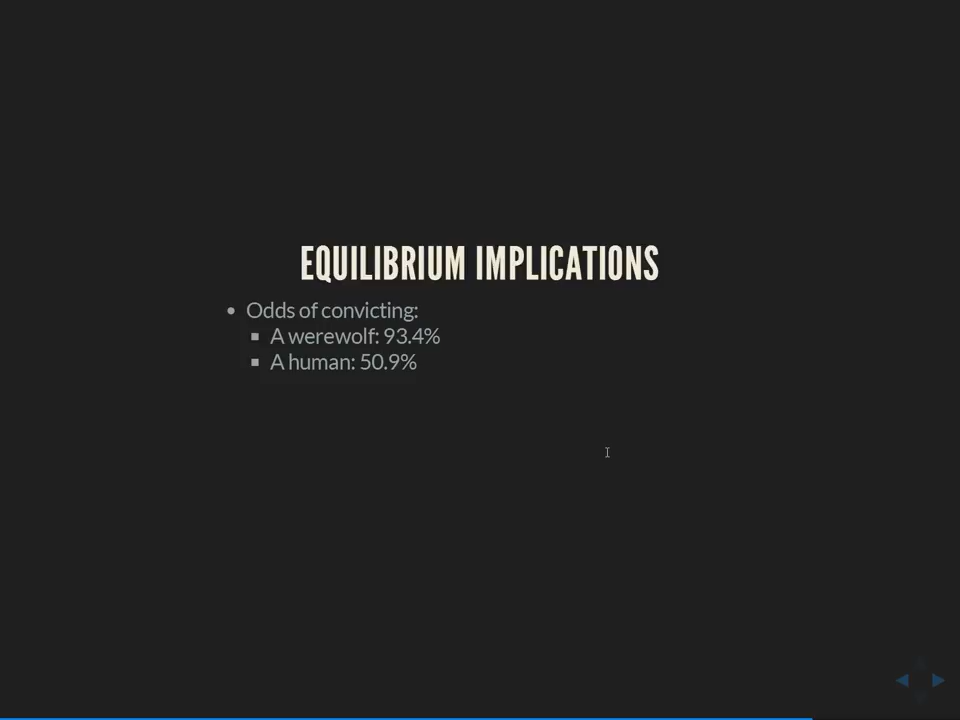 EQUILIBRIUM IMPLICATIONS
• Odds of convicting:
▪ A werewolf: 93.4%
▪ A human: 50.9%